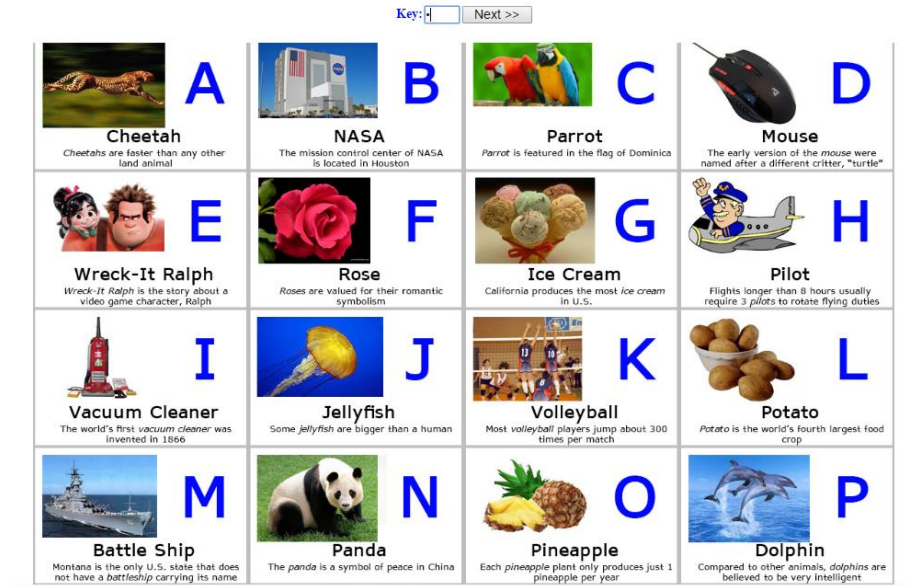 Key: • Next >>
A B C D
Cheetah NASA Parrot Mouse
Cheetahs are faster than any other
land animal
The mission control center of NASA
is located in Houston
Parrot is featured in the flag of Dominica
The early version of the mouse were
named after a different critter, “turtle”
E F G H
Wreck-It Ralph Rose Ice Cream Pilot
Wreck-It Ralph is the story about a
video game character, Ralph
Roses are valued for their romantic
symbolism
California produces the most ice cream
in U.S.
Flights longer than 8 hours usually
require 3 pilots to rotate flying duties
I J K L
13 10
8
Vacuum Cleaner Jellyfish Volleyball Potato
The world’s first vacuum cleaner was
invented in 1866
Some jellyfish are bigger than a human
Most volleyball players jump about 300
times per match
Potato is the world’s fourth largest food
crop
M N O P
Battle Ship Panda Pineapple Dolphin
Montana is the only U.S. state that does
not have a battleship carrying its name
The panda is a symbol of peace in China
Each pineapple plant only produces just 1
pineapple per year
Compared to other animals, dolphins are
believed to be very intelligent